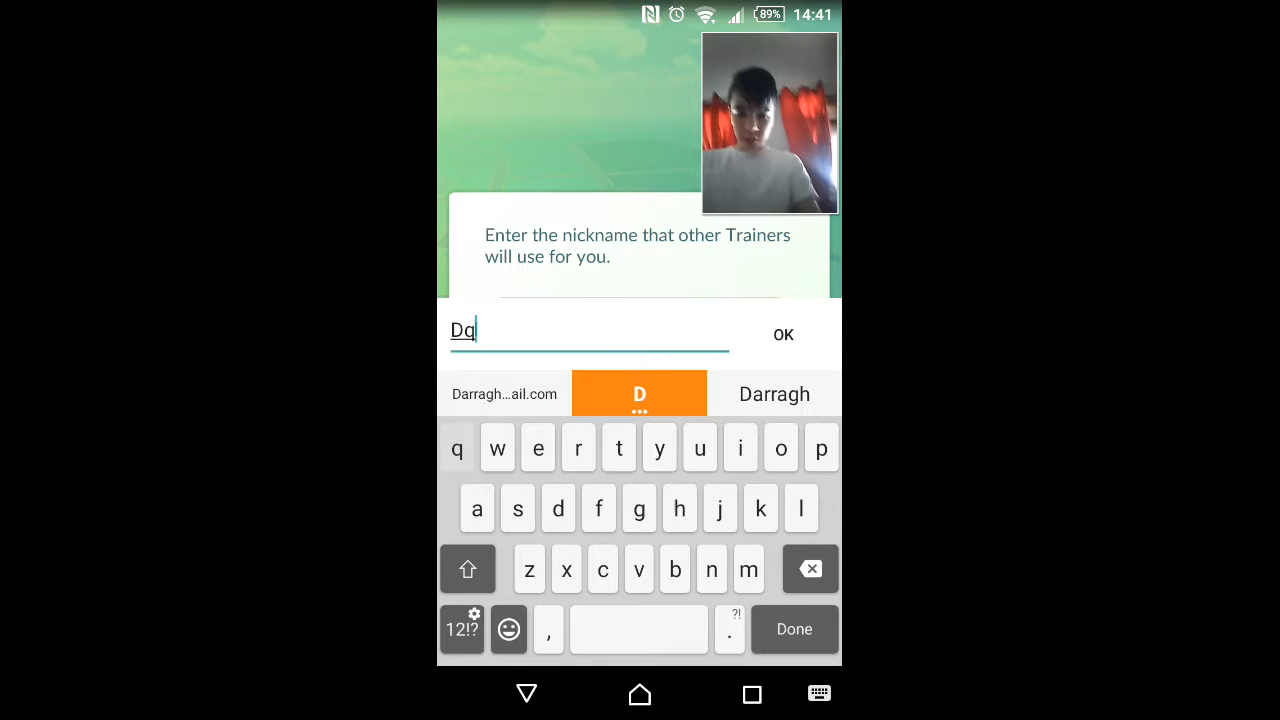 89% 14:41
Enter the nickname that other Trainers
will use for you.
Dq
OK
Darragh...ail.com D Darragh
q w e r t y u i o p
a s d f g h j k l
z x c v b n m
12!? , ?! . Done